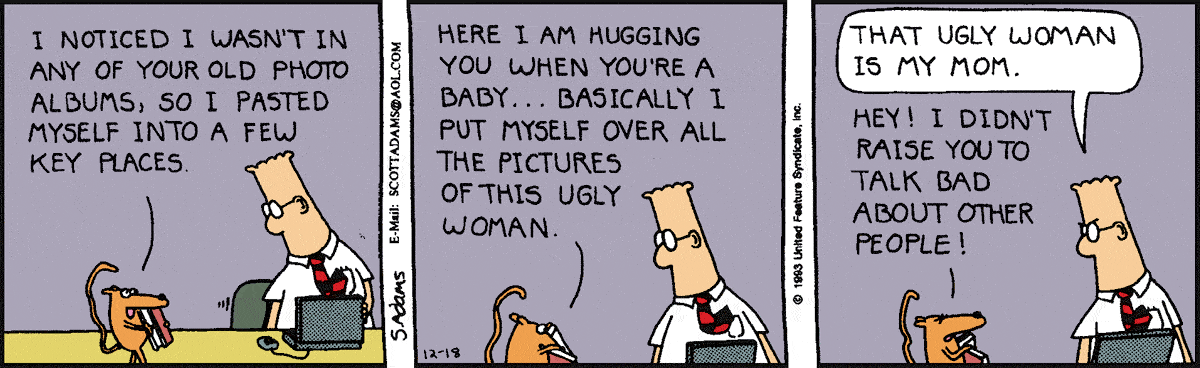 I NOTICED I WASN'T IN
ANY OF YOUR OLD PHOTO
ALBUMS, SO I PASTED
MYSELF INTO A FEW
KEY PLACES.
E-Mail: SCOTTADAMS@AOL.COM
S.Adams
HERE I AM HUGGING
YOU WHEN YOU'RE A
BABY... BASICALLY I
PUT MYSELF OVER ALL
THE PICTURES
OF THIS UGLY
WOMAN.
12-18
© 1993 United Feature Syndicate, Inc.
THAT UGLY WOMAN
IS MY MOM.
HEY! I DIDN'T
RAISE YOU TO
TALK BAD
ABOUT OTHER
PEOPLE!